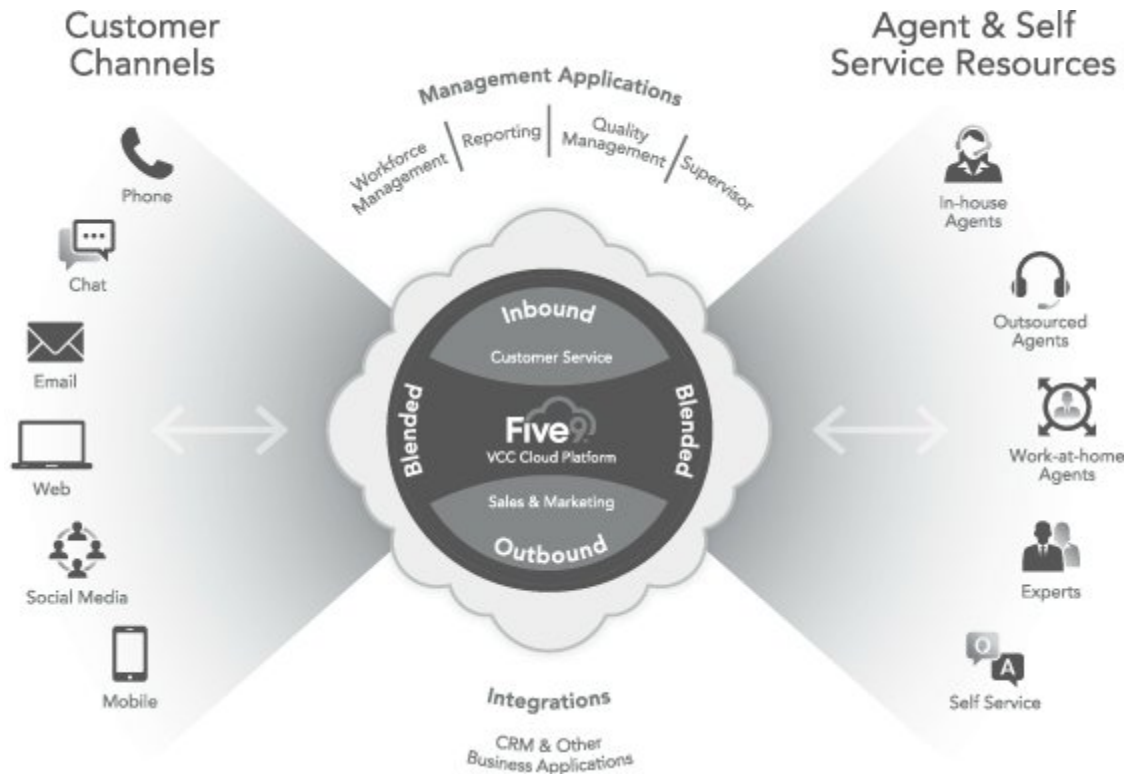 Customer
Channels
Phone
Chat
Email
Web
Social Media
Mobile
Management Applications
Workforce
Management
Reporting
Quality
Management
Supervisor
Inbound
Customer Service
Blended
Five9
VCC Cloud Platform
Blended
Sales & Marketing
Outbound
Integrations
CRM & Other
Business Applications
Agent & Self
Service Resources
In-house
Agents
Outsourced
Agents
Work-at-home
Agents
Experts
Q
A
Self Service